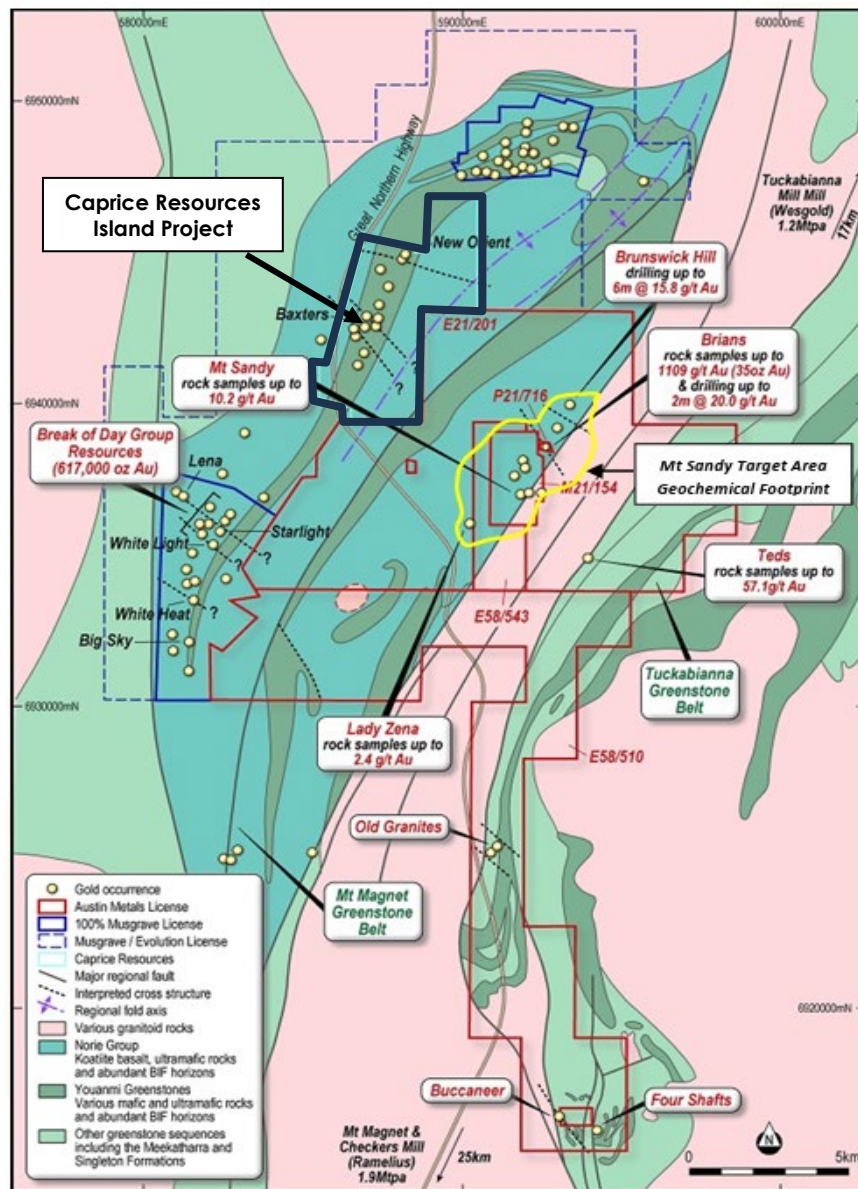 580000mE
590000mE
600000mE
6950000mN
Great Northern Highway
Caprice Resources
Island Project
Tuckabianna
Mill Mill
(Wesgold)
1.2Mtpa
17km
New Orient
Brunswick Hill
drilling up to
6m @ 15.8 g/t Au
Baxters
E21/201
?
?
Mt Sandy
rock samples up to
10.2 g/t Au
Brians
rock samples up to
1109 g/t Au (35oz Au)
& drilling up to
2m @ 20.0 g/t Au
P21/716
6940000mN
Break of Day Group
Resources
(617,000 oz Au)
Lena
Mt Sandy Target Area
Geochemical Footprint
M21/154
Starlight
White Light
?
?
Teds
rock samples up to
57.1g/t Au
White Heat
?
E58/543
Big Sky
Tuckabianna
Greenstone
Belt
6930000mN
Lady Zena
rock samples up to
2.4 g/t Au
E58/510
Old Granites
Mt Magnet
Greenstone
Belt
Gold occurrence
Austin Metals License
100% Musgrave License
Musgrave / Evolution License
Caprice Resources
Major regional fault
Interpreted cross structure
Regional fold axis
Various granitoid rocks
Norie Group
Koatiite basalt, ultramafic rocks
and abundant BIF horizons
Youanmi Greenstones
Various mafic and ultramafic rocks
and abundant BIF horizons
Other greenstone sequences
including the Meekatharra and
Singleton Formations
6920000mN
Buccaneer
Four Shafts
Mt Magnet &
Checkers Mill
(Ramelius)
1.9Mtpa
25km
N
0
5km